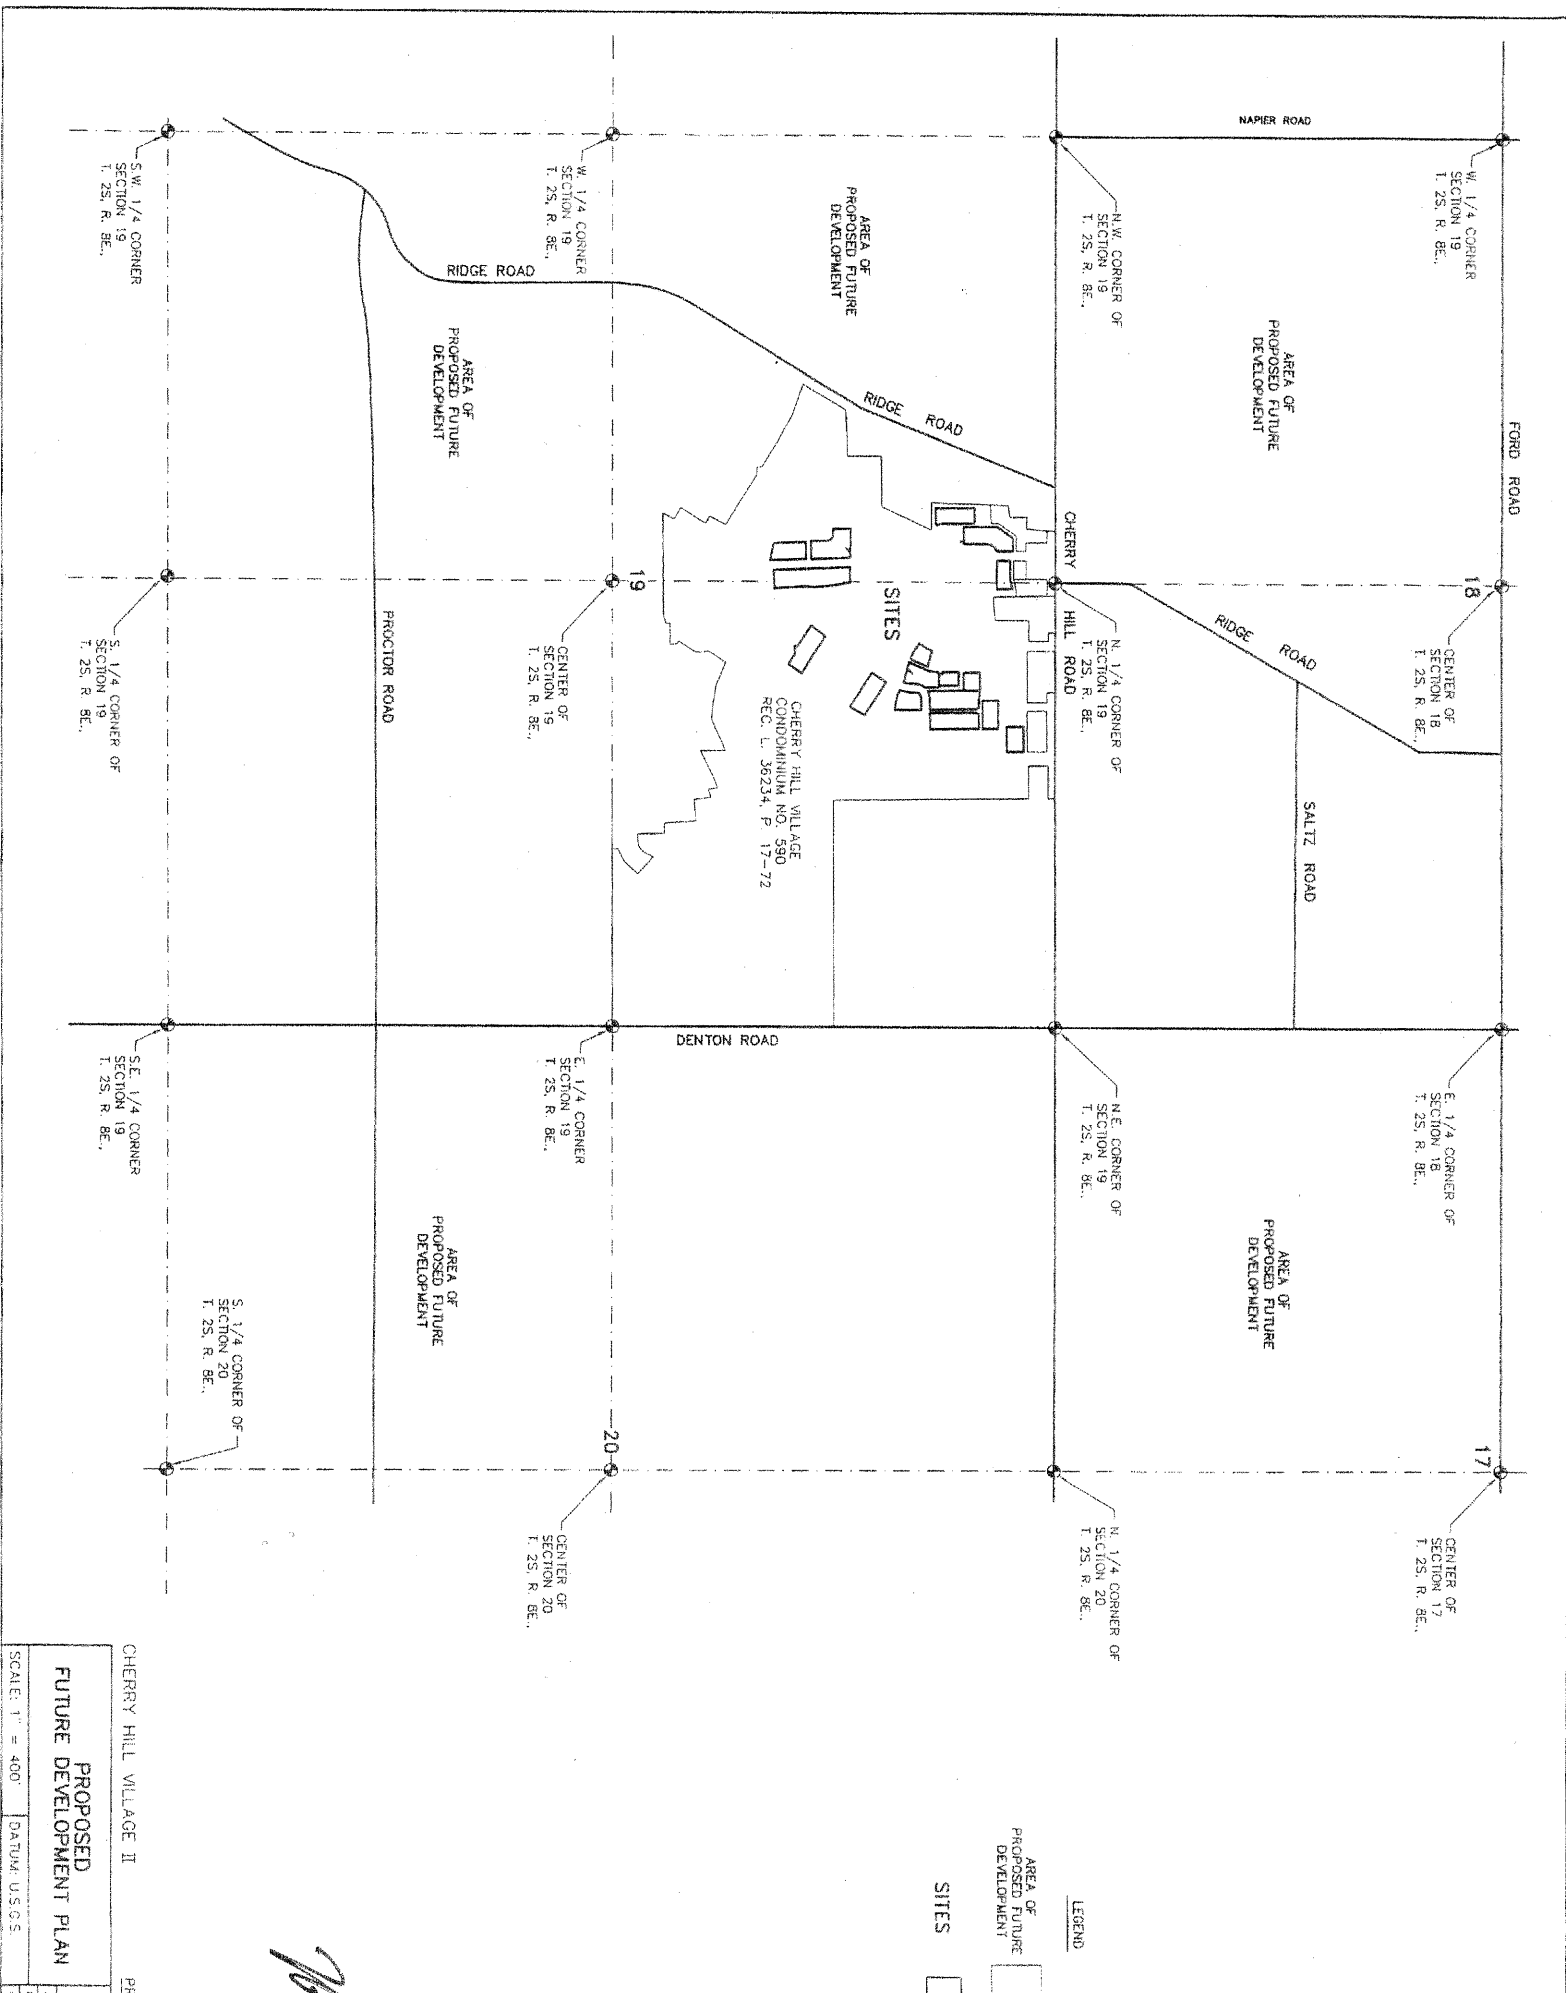 FORD ROAD
NAPIER ROAD
W. 1/4 CORNER
SECTION 19
T. 2S, R. 8E.,
18
CENTER OF
SECTION 18
T. 2S, R. 8E.,
E. 1/4 CORNER OF
SECTION 18
T. 2S, R. 8E.,
17
CENTER OF
SECTION 17
T. 2S, R. 8E.,
AREA OF
PROPOSED FUTURE
DEVELOPMENT
RIDGE ROAD
SALTZ ROAD
AREA OF
PROPOSED FUTURE
DEVELOPMENT
N.W. CORNER OF
SECTION 19
T. 2S, R. 8E.,
CHERRY HILL ROAD
N. 1/4 CORNER OF
SECTION 19
T. 2S, R. 8E.,
N.E. CORNER OF
SECTION 19
T. 2S, R. 8E.,
N. 1/4 CORNER OF
SECTION 20
T. 2S, R. 8E.,
LEGEND
AREA OF
PROPOSED FUTURE
DEVELOPMENT
SITES
AREA OF
PROPOSED FUTURE
DEVELOPMENT
RIDGE ROAD
SITES
CHERRY HILL VILLAGE
CONDOMINIUM NO. 590
REC. L. 36234, P. 17-72
DENTON ROAD
19
W. 1/4 CORNER
SECTION 19
T. 2S, R. 8E.,
CENTER OF
SECTION 19
T. 2S, R. 8E.,
E. 1/4 CORNER
SECTION 19
T. 2S, R. 8E.,
20
CENTER OF
SECTION 20
T. 2S, R. 8E.,
RIDGE ROAD
AREA OF
PROPOSED FUTURE
DEVELOPMENT
PROCTOR ROAD
AREA OF
PROPOSED FUTURE
DEVELOPMENT
S.W. 1/4 CORNER
SECTION 19
T. 2S, R. 8E.,
S. 1/4 CORNER OF
SECTION 19
T. 2S, R. 8E.,
S.E. 1/4 CORNER
SECTION 19
T. 2S, R. 8E.,
S. 1/4 CORNER OF
SECTION 20
T. 2S, R. 8E.,
CHERRY HILL VILLAGE II
PROPOSED
FUTURE DEVELOPMENT PLAN
SCALE: 1" = 400'
DATUM: U.S.G.S